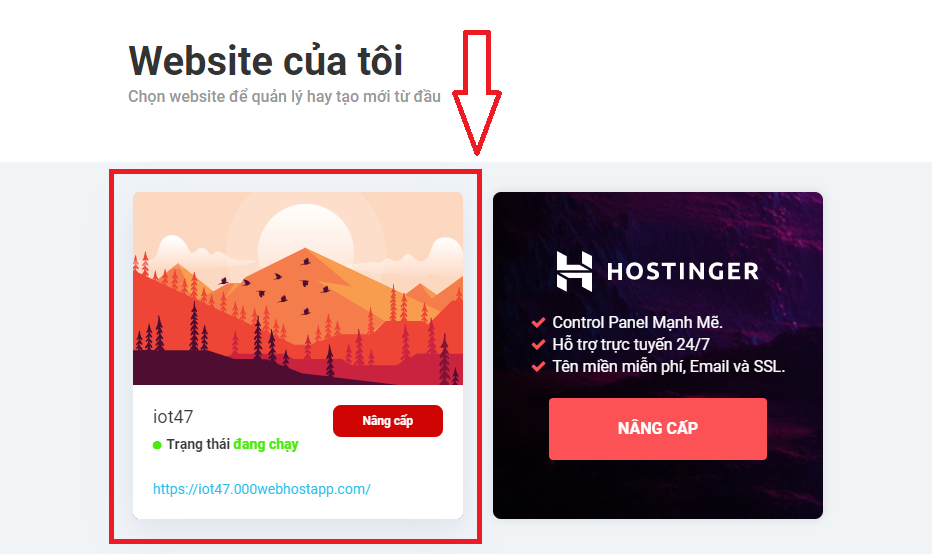 Website của tôi
Chọn website để quản lý hay tạo mới từ đầu
iot47
Nâng cấp
Trạng thái đang chạy
https://iot47.000webhostapp.com/
HOSTINGER
Control Panel Mạnh Mẽ.
Hỗ trợ trực tuyến 24/7
Tên miền miễn phí, Email và SSL.
NÂNG CẤP